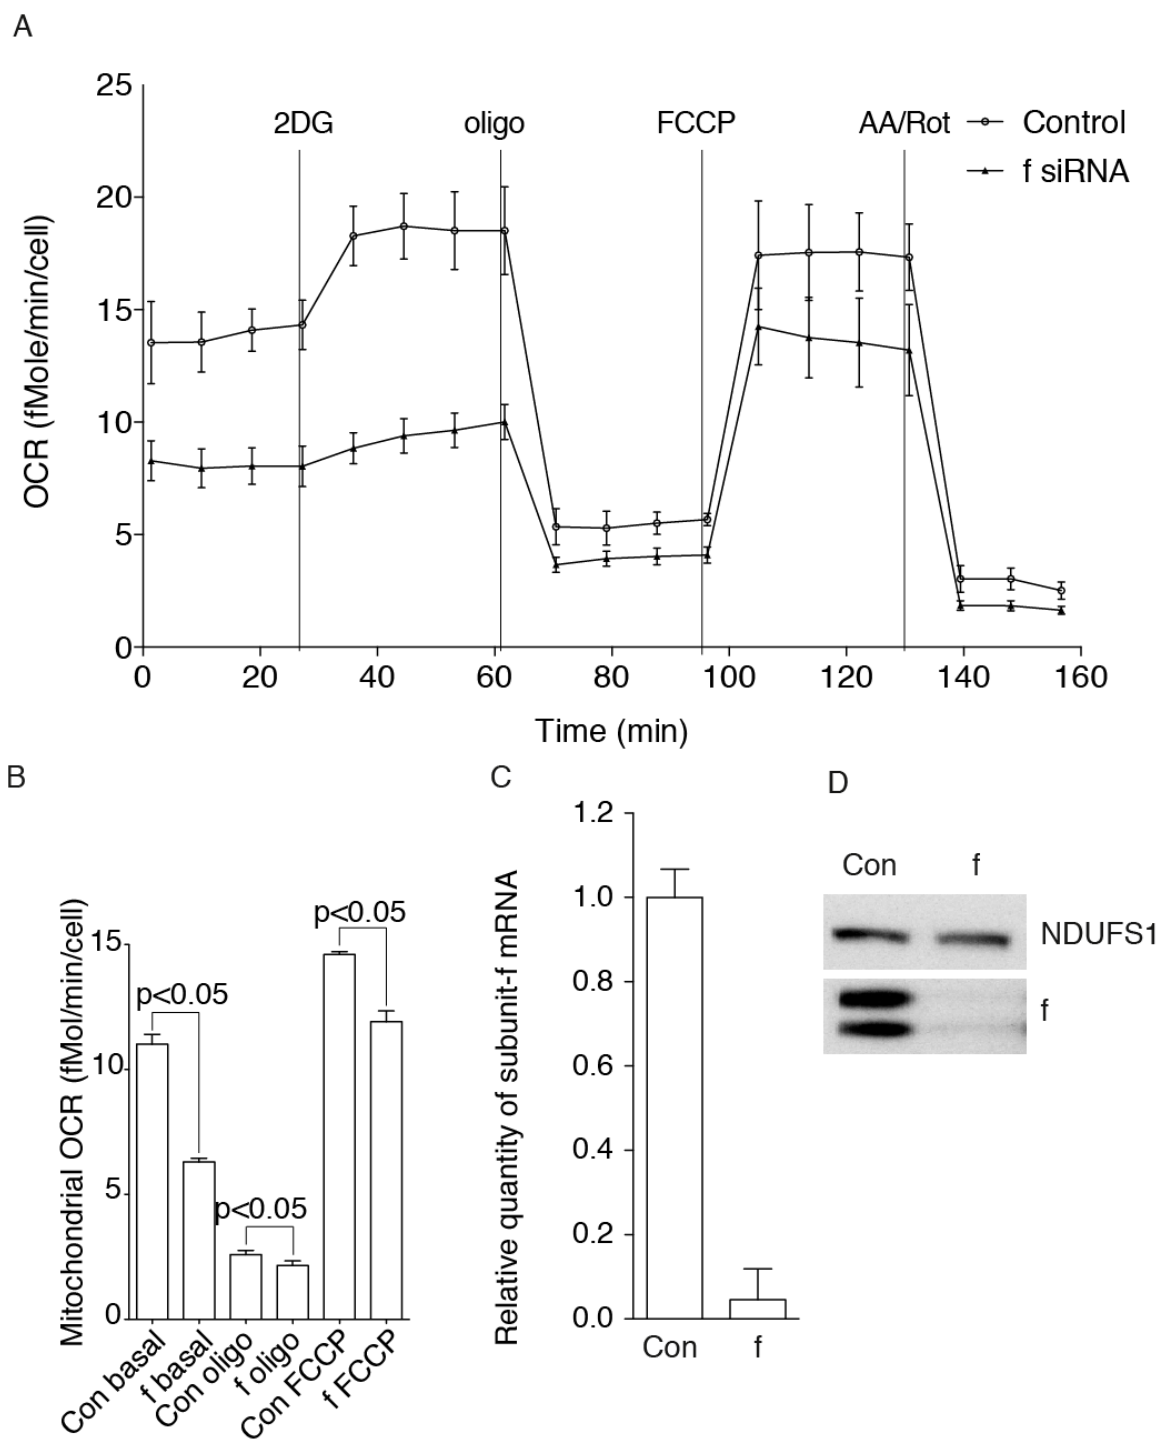 A
25
20
15
10
5
0
OCR (fMole/min/cell)
2DG
oligo
FCCP
AA/Rot
Control
f siRNA
0 20 40 60 80 100 120 140 160
Time (min)
B
Mitochondrial OCR (fMol/min/cell)
15
10
5
0
p<0.05
p<0.05
p<0.05
Con basal
f basal
Con oligo
f oligo
Con FCCP
f FCCP
C
Relative quantity of subunit-f mRNA
1.2
1.0
0.8
0.6
0.4
0.2
0.0
Con f
D
Con f
NDUFS1
f